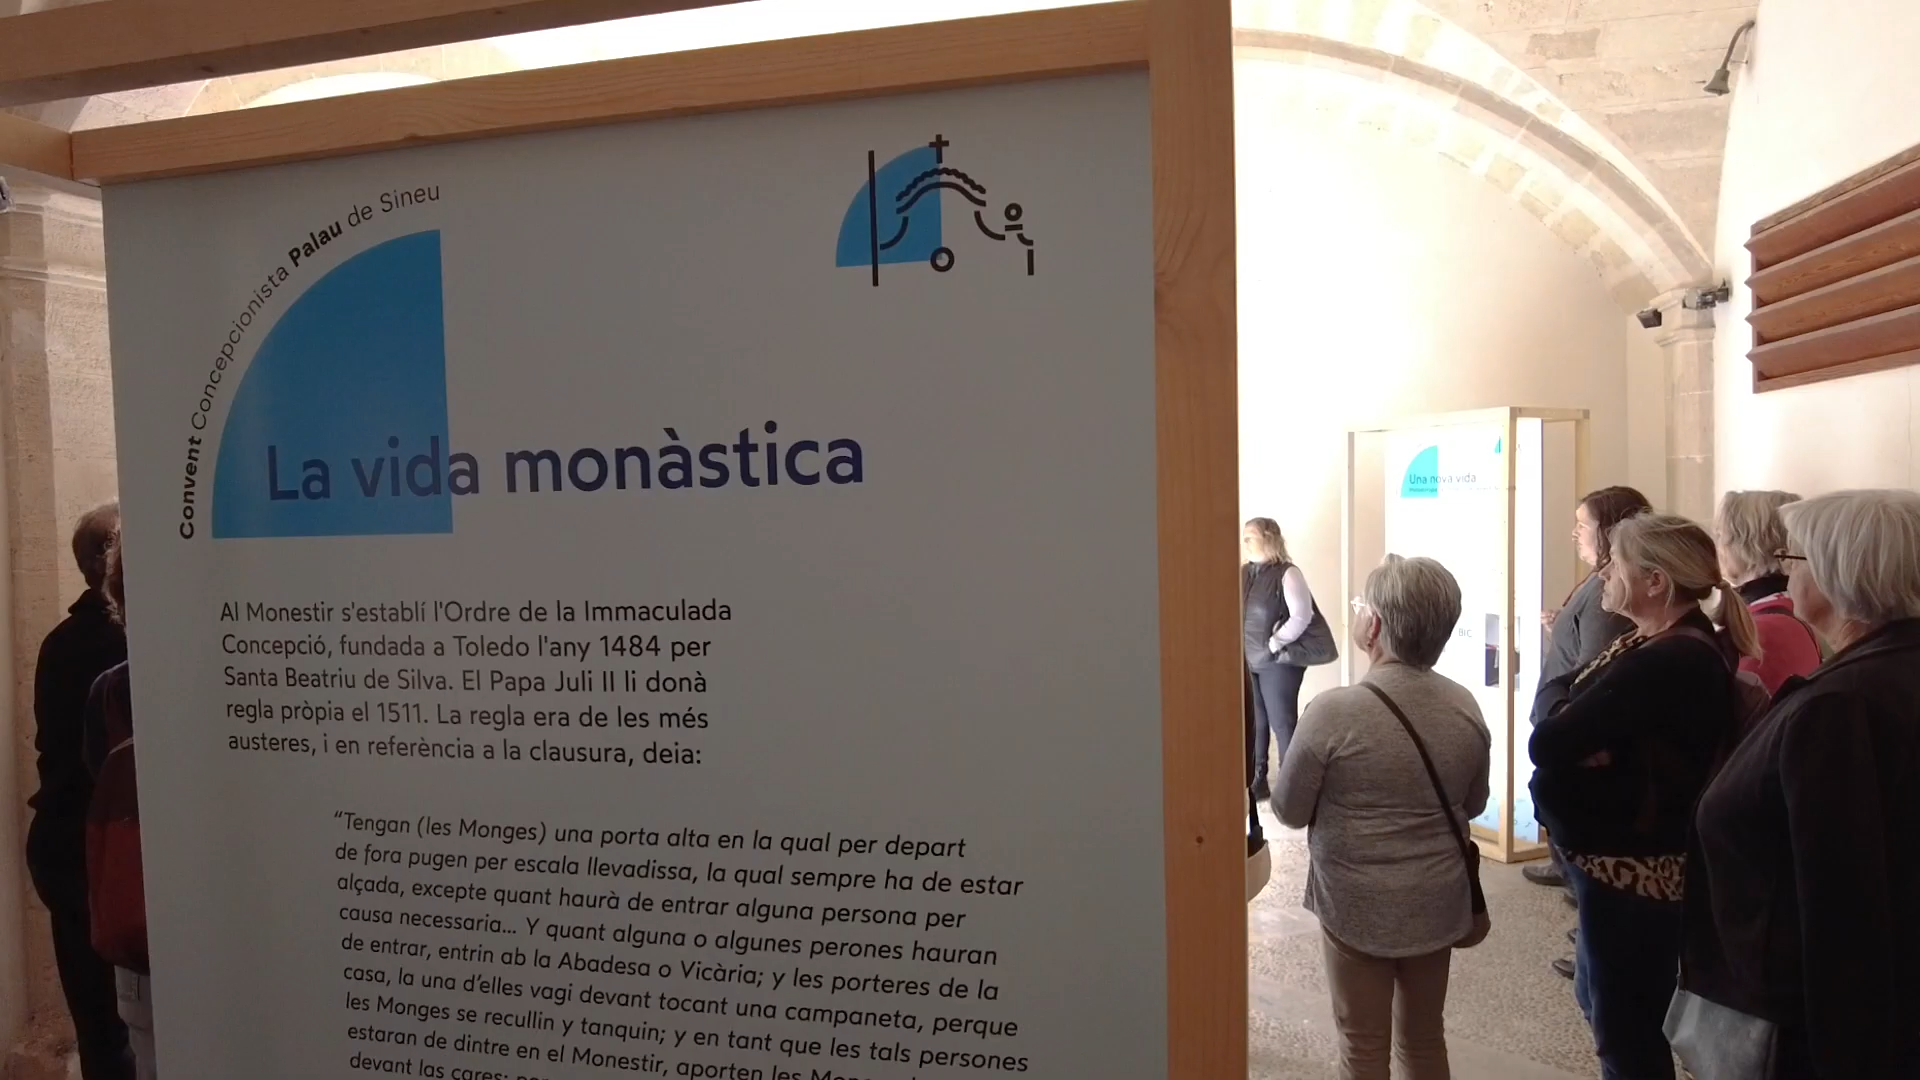 Convent Concepcionista Palau de Sineu
La vida monàstica
Al Monestir s'establí l'Ordre de la Immaculada
Concepció, fundada a Toledo l'any 1484 per
Santa Beatriu de Silva. El Papa Juli II li donà
regla pròpia el 1511. La regla era de les més
austeres, i en referència a la clausura, deia:
“Tengan (les Monges) una porta alta en la qual per depart
de fora pugen per escala llevadissa, la qual sempre ha de estar
alçada, excepte quant haurà de entrar alguna persona per
causa necessaria... Y quant alguna o algunes perones hauran
de entrar, entrin ab la Abadesa o Vicària; y les porteres de la
casa, la una d’elles vagi devant tocant una campaneta, perque
les Monges se recullin y tanquin; y en tant que les tals persones
estaran de dintre en el Monestir, aporten les
devant las cares;
Una nova vida
BIC